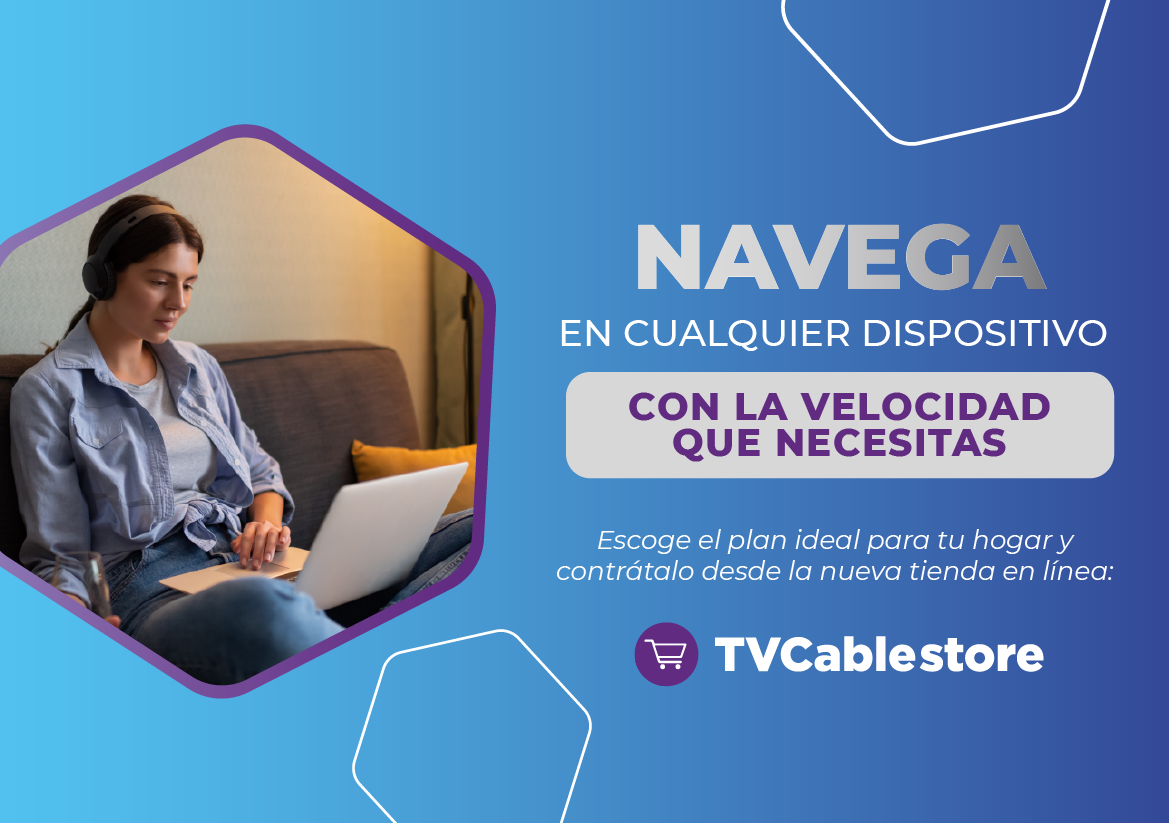 NAVEGA
EN CUALQUIER DISPOSITIVO
CON LA VELOCIDAD
QUE NECESITAS
Escoge el plan ideal para tu hogar y
contrátalo desde la nueva tienda en línea:
TVCablestore